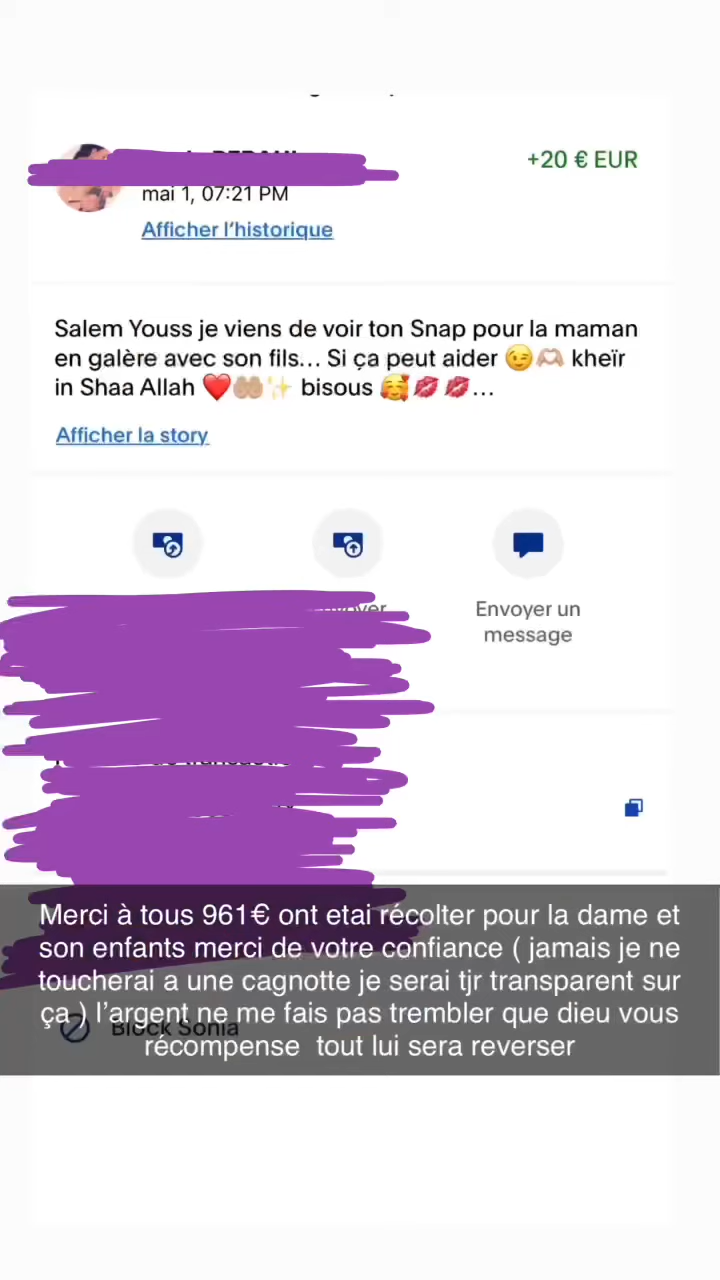 +20 € EUR
mai 1, 07:21 PM
Afficher l'historique
Salem Youss je viens de voir ton Snap pour la maman
en galère avec son fils... Si ça peut aider 😉🫶🏼 kheïr
in Shaa Allah ❤️🤲🏼✨ bisous 🥰💋💋...
Afficher la story
Envoyer un
message
Merci à tous 961€ ont etai récolter pour la dame et
son enfants merci de votre confiance ( jamais je ne
toucherai a une cagnotte je serai tjr transparent sur
ça ) l'argent ne me fais pas trembler que dieu vous
récompense tout lui sera reverser
Block Sonia